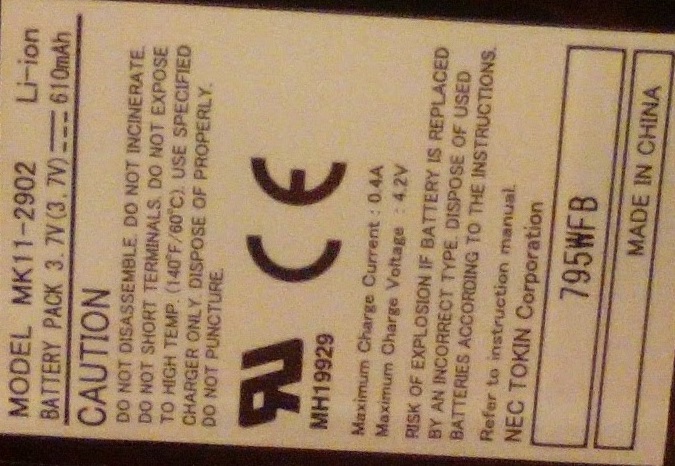 MODEL MK11-2902 Li-ion
BATTERY PACK 3.7V(3.7V) 610mAh
CAUTION
DO NOT DISASSEMBLE. DO NOT INCINERATE.
DO NOT SHORT TERMINALS. DO NOT EXPOSE
TO HIGH TEMP. (140°F/60°C). USE SPECIFIED
CHARGER ONLY. DISPOSE OF PROPERLY.
DO NOT PUNCTURE.
RU CE
MH19929
Maximum Charge Current : 0.4A
Maximum Charge Voltage : 4.2V
RISK OF EXPLOSION IF BATTERY IS REPLACED
BY AN INCORRECT TYPE. DISPOSE OF USED
BATTERIES ACCORDING TO THE INSTRUCTIONS.
Refer to instruction manual.
NEC TOKIN Corporation
795WFB
MADE IN CHINA